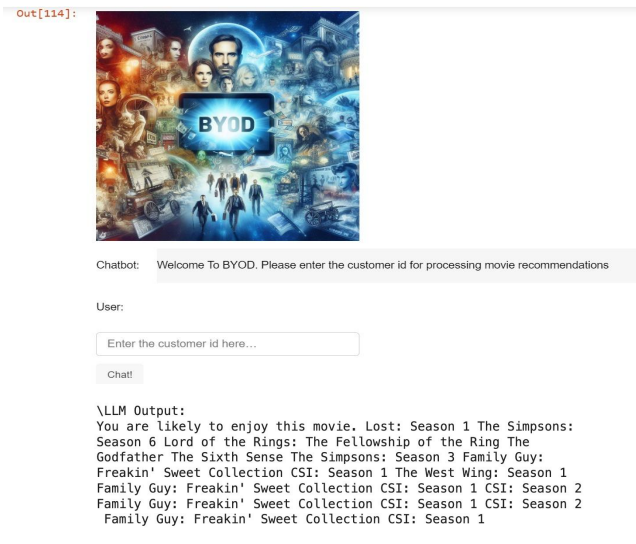 Out[114]:
BYOD
Chatbot: Welcome To BYOD. Please enter the customer id for processing movie recommendations
User:
Enter the customer id here…
Chat!
\LLM Output:
You are likely to enjoy this movie. Lost: Season 1 The Simpsons:
Season 6 Lord of the Rings: The Fellowship of the Ring The
Godfather The Sixth Sense The Simpsons: Season 3 Family Guy:
Freakin' Sweet Collection CSI: Season 1 The West Wing: Season 1
Family Guy: Freakin' Sweet Collection CSI: Season 1 CSI: Season 2
Family Guy: Freakin' Sweet Collection CSI: Season 1 CSI: Season 2
Family Guy: Freakin' Sweet Collection CSI: Season 1